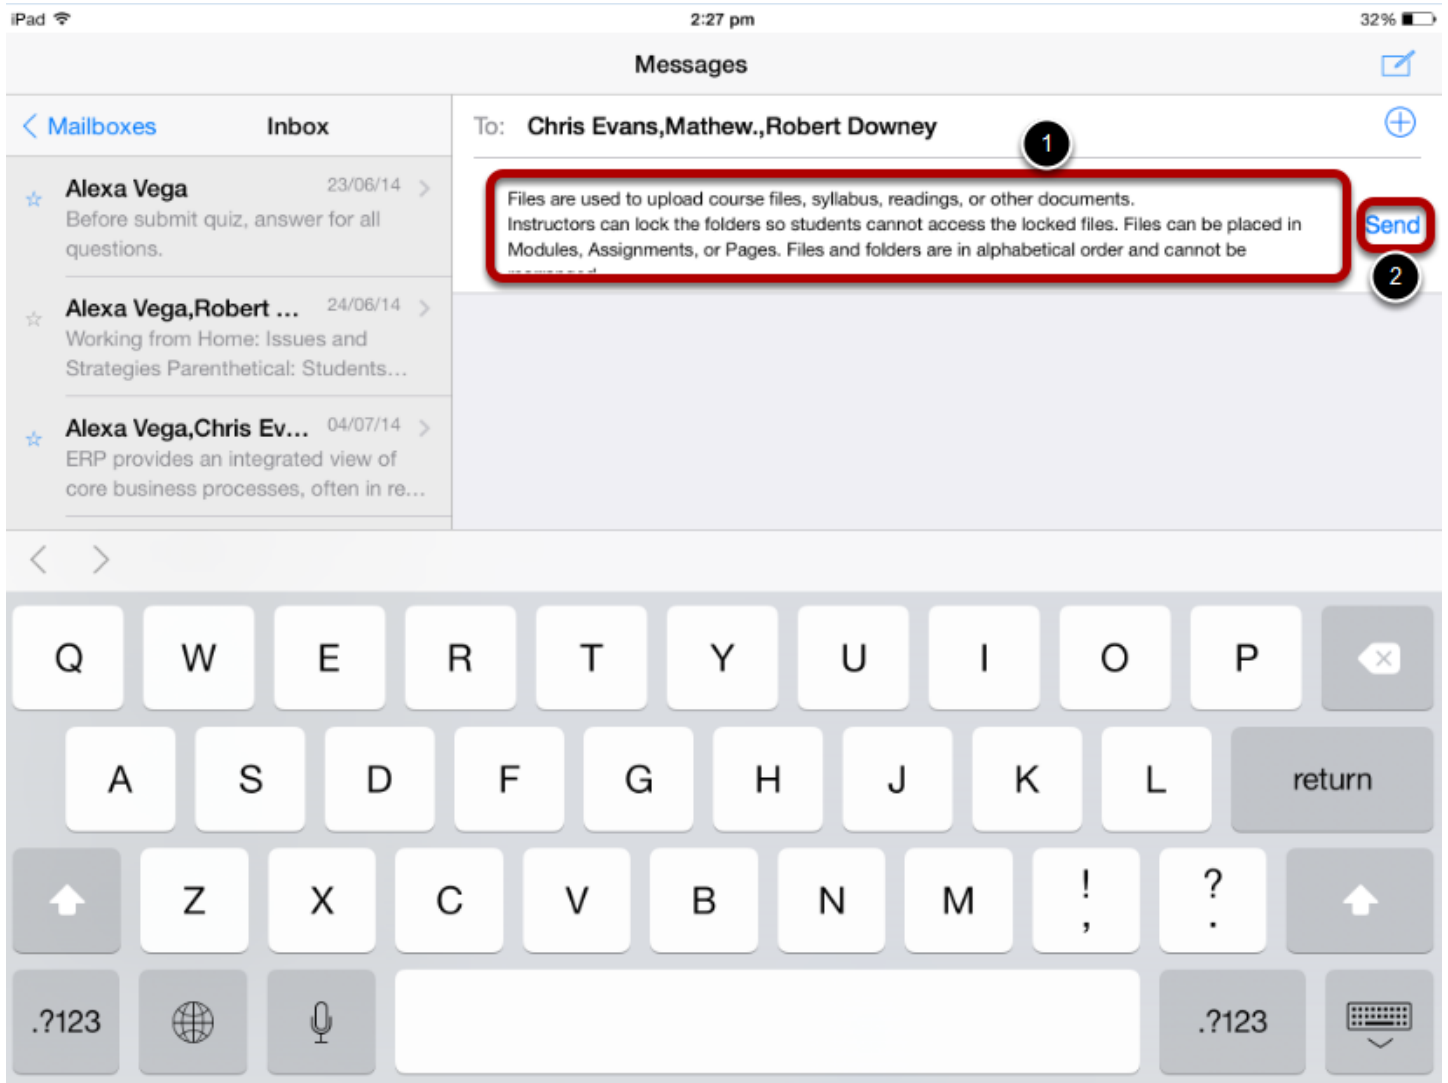 iPad 2:27 pm 32%
Messages
Mailboxes Inbox
To: Chris Evans,Mathew.,Robert Downey
1
Alexa Vega 23/06/14
Before submit quiz, answer for all
questions.
Files are used to upload course files, syllabus, readings, or other documents.
Instructors can lock the folders so students cannot access the locked files. Files can be placed in
Modules, Assignments, or Pages. Files and folders are in alphabetical order and cannot be
Send
2
Alexa Vega,Robert ... 24/06/14
Working from Home: Issues and
Strategies Parenthetical: Students...
Alexa Vega,Chris Ev... 04/07/14
ERP provides an integrated view of
core business processes, often in re...
Q W E R T Y U I O P
A S D F G H J K L return
Z X C V B N M ! , ? .
.?123 .?123